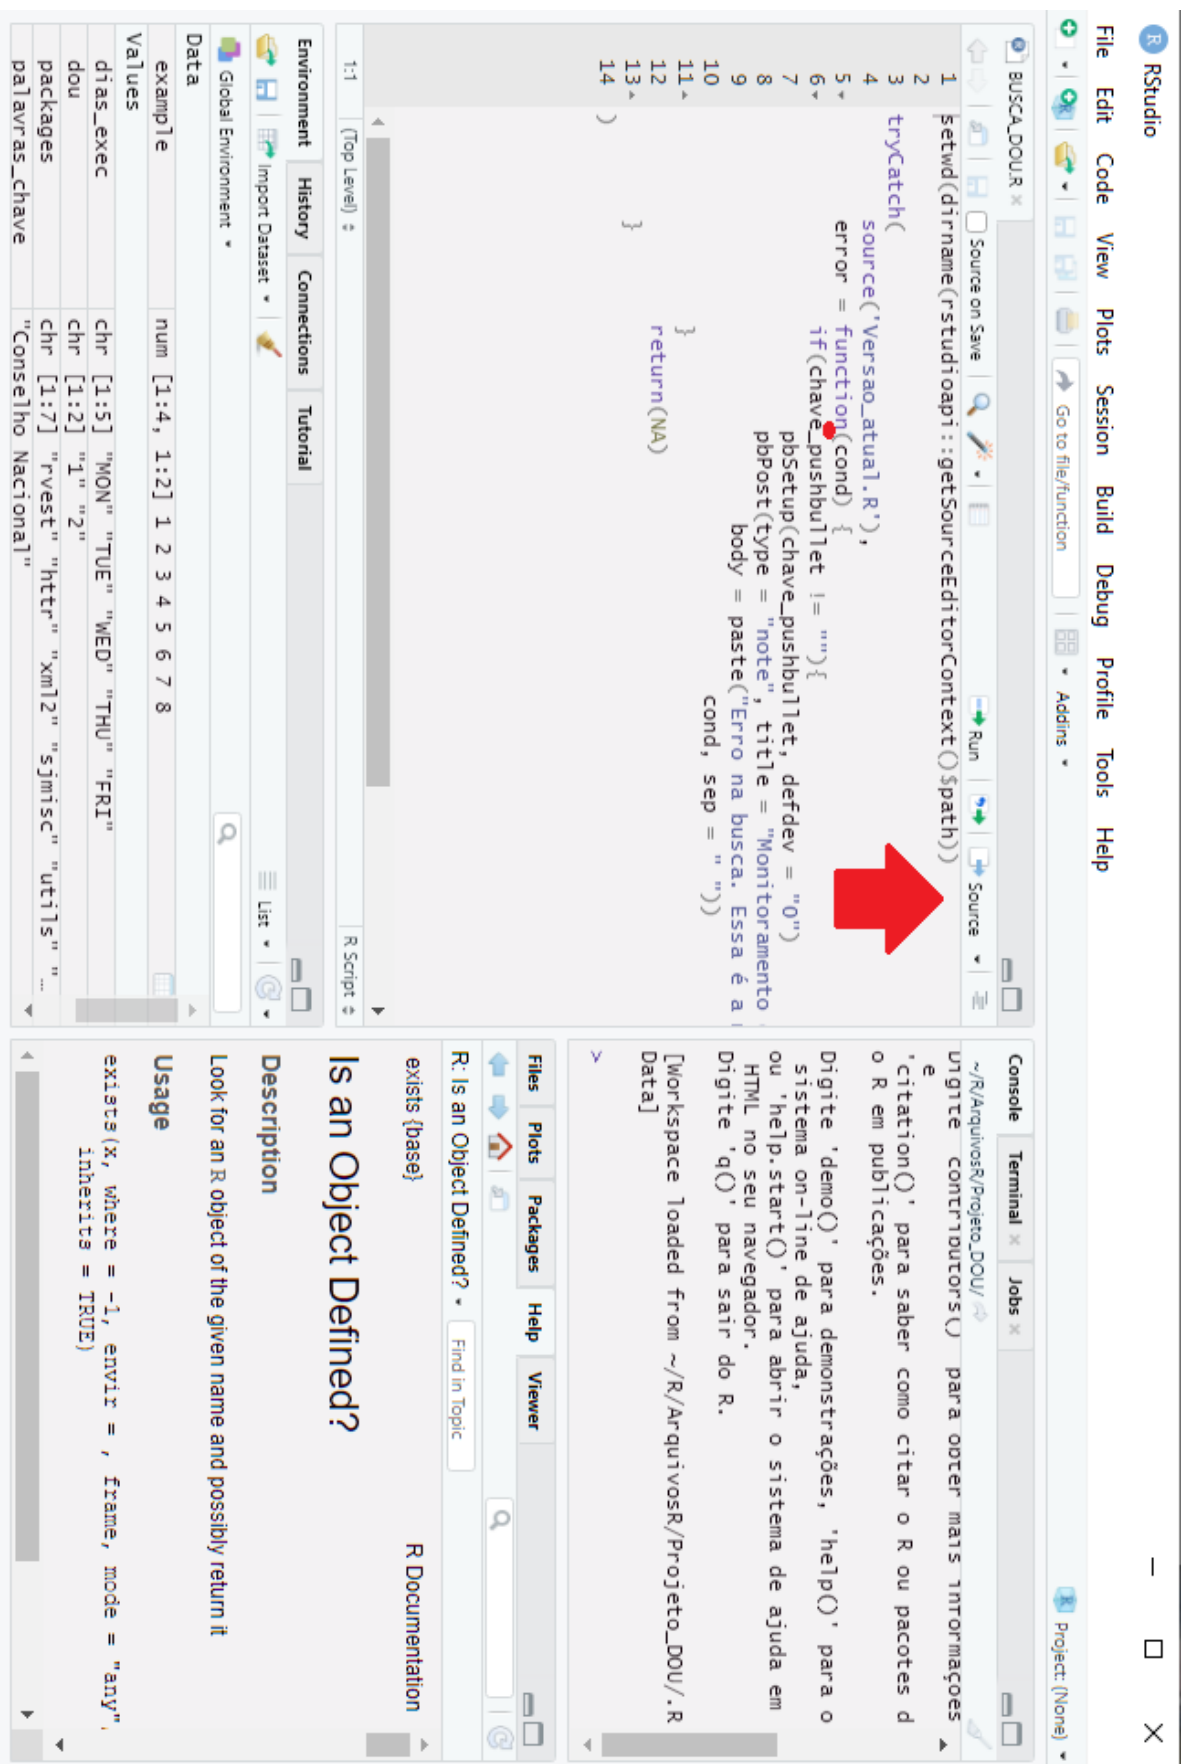 RStudio
File Edit Code View Plots Session Build Debug Profile Tools Help
Go to file/function Addins Project: (None)
BUSCA_DOU.R
Source on Save Run Source
1 setwd(dirname(rstudioapi::getSourceEditorContext()$path))
2
3 tryCatch(
4 source('Versao_atual.R'),
5 error = function(cond) {
6 if(chave_pushbullet != ""){
7 pbSetup(chave_pushbullet, defdev = "0")
8 pbPost(type = "note", title = "Monitoramento
9 body = paste("Erro na busca. Essa é a
10 cond, sep = " "))
11 }
12 return(NA)
13 }
14 )
1:1 (Top Level) R Script
Environment History Connections Tutorial
Import Dataset List
Global Environment
Data
example num [1:4, 1:2] 1 2 3 4 5 6 7 8
Values
dias_exec chr [1:5] "MON" "TUE" "WED" "THU" "FRI"
dou chr [1:2] "1" "2"
packages chr [1:7] "rvest" "httr" "xml2" "sjmisc" "utils" "...
palavras_chave "Conselho Nacional"
Console Terminal Jobs
~/R/ArquivosR/Projeto_DOU/
Digite 'contributors()' para obter mais informações
e
'citation()' para saber como citar o R ou pacotes d
o R em publicações.
Digite 'demo()' para demonstrações, 'help()' para o
sistema on-line de ajuda,
ou 'help.start()' para abrir o sistema de ajuda em
HTML no seu navegador.
Digite 'q()' para sair do R.
[Workspace loaded from ~/R/ArquivosR/Projeto_DOU/.R
Data]
>
Files Plots Packages Help Viewer
R: Is an Object Defined? Find in Topic
exists {base} R Documentation
Is an Object Defined?
Description
Look for an R object of the given name and possibly return it
Usage
exists(x, where = -1, envir = , frame, mode = "any",
inherits = TRUE)